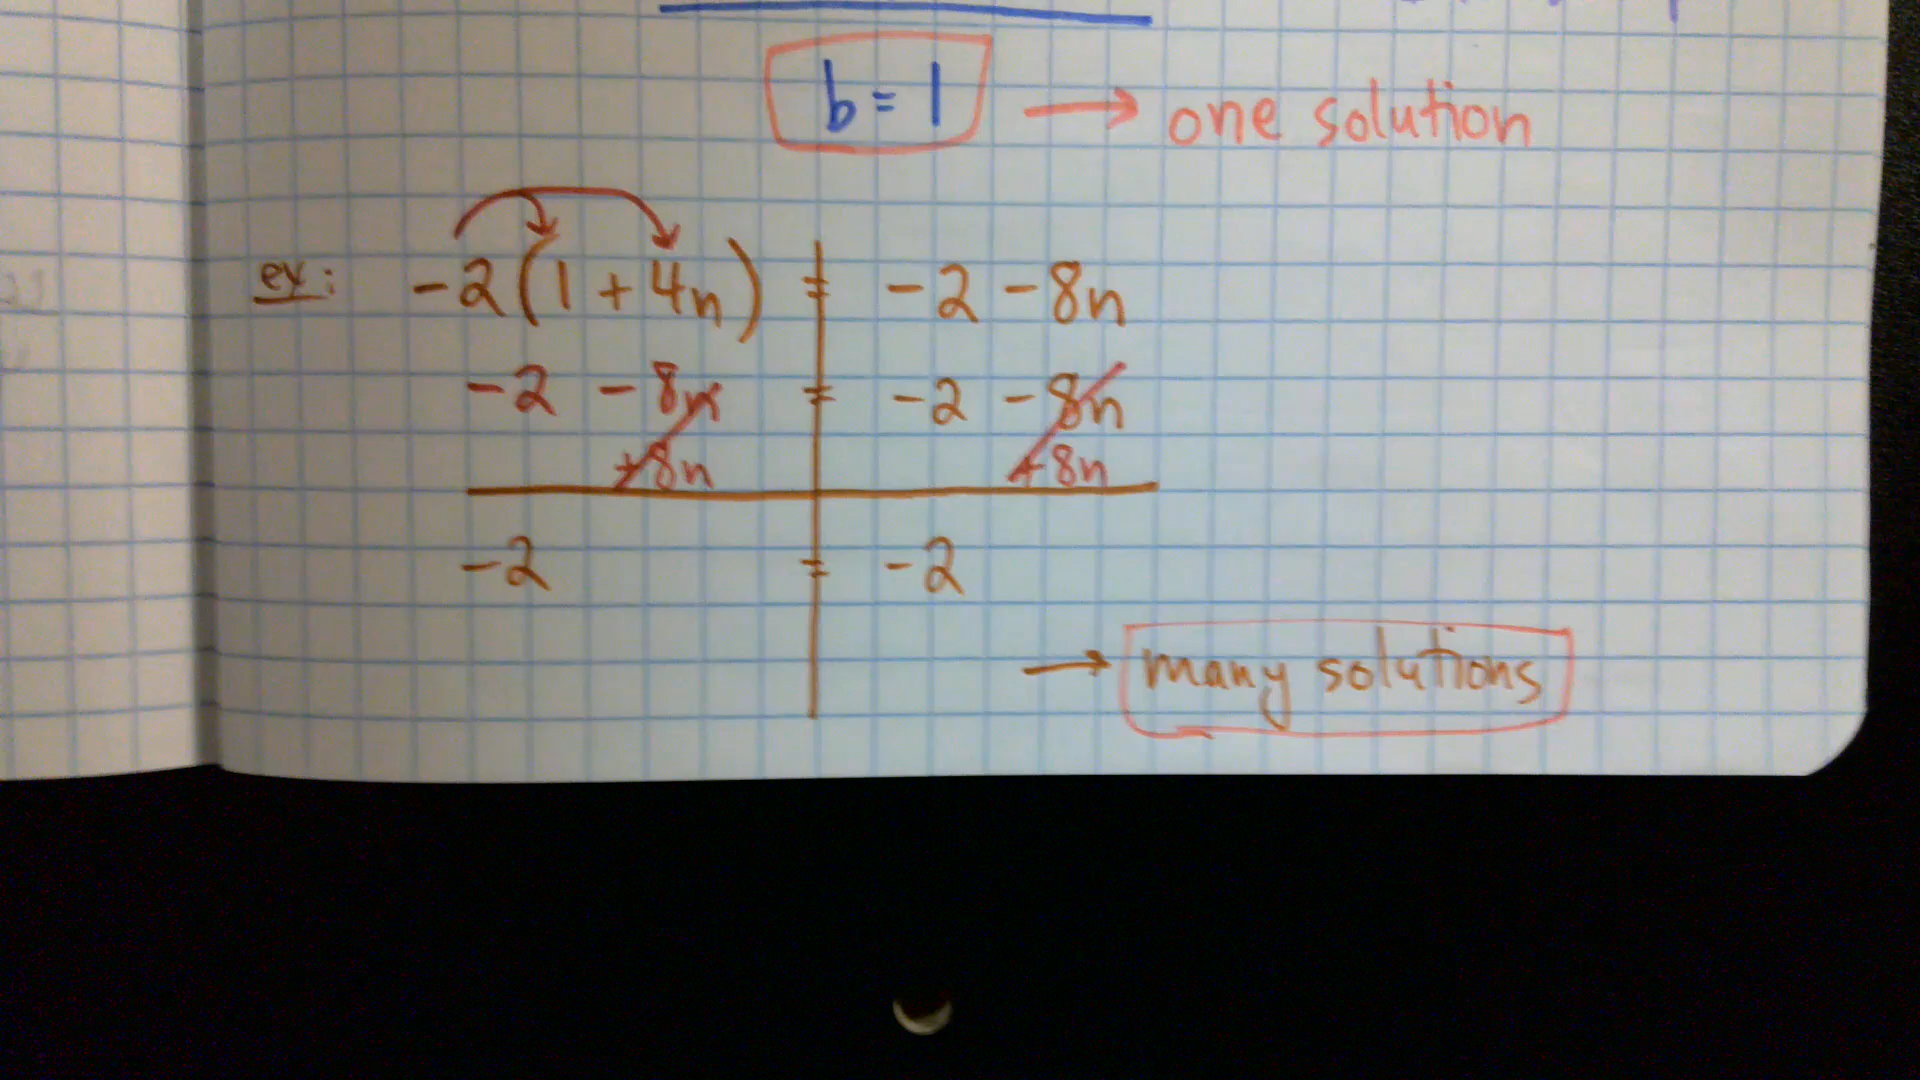 b = 1 → one solution
ex: -2(1 + 4n) = -2 - 8n
-2 - 8n = -2 - 8n
+8n +8n
-2 = -2
→ many solutions